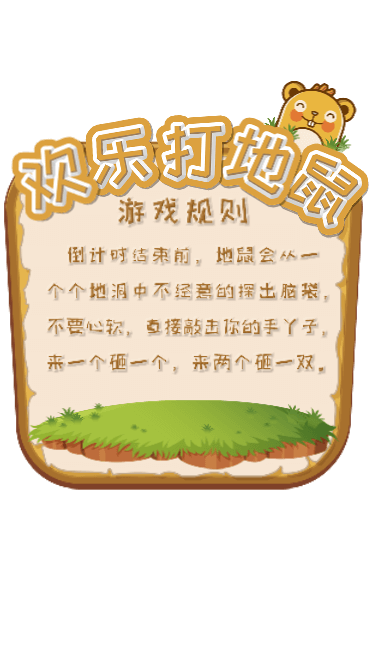 欢乐打地鼠
游戏规则
倒计时结束前，地鼠会从一
个个地洞中不经意的探出脑袋，
不要心软，直接敲击你的手丫子，
来一个砸一个，来两个砸一双。